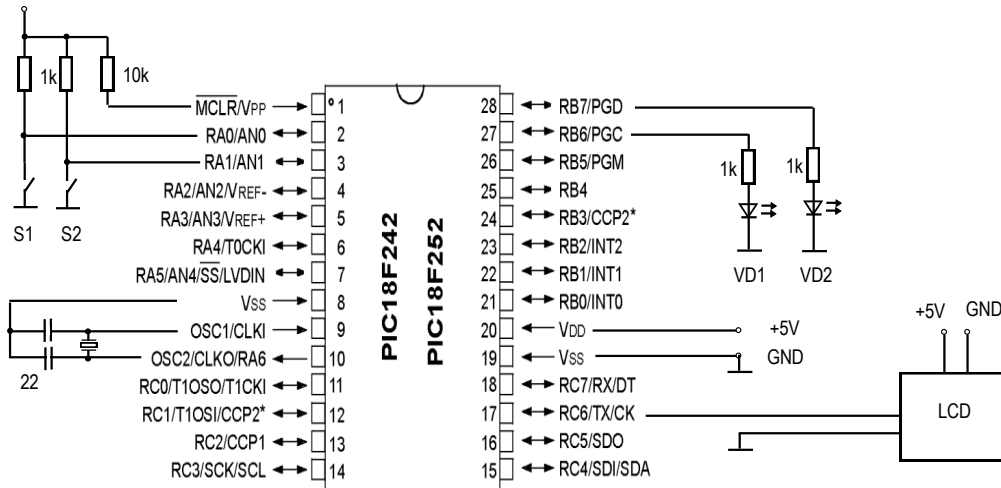 1k
10k
S1 S2
22
MCLR/VPP
RA0/AN0
RA1/AN1
RA2/AN2/VREF-
RA3/AN3/VREF+
RA4/T0CKI
RA5/AN4/SS/LVDIN
VSS
OSC1/CLKI
OSC2/CLKO/RA6
RC0/T1OSO/T1CKI
RC1/T1OSI/CCP2*
RC2/CCP1
RC3/SCK/SCL
1
2
3
4
5
6
7
8
9
10
11
12
13
14
PIC18F242
PIC18F252
28
27
26
25
24
23
22
21
20
19
18
17
16
15
RB7/PGD
RB6/PGC
RB5/PGM
RB4
RB3/CCP2*
RB2/INT2
RB1/INT1
RB0/INT0
VDD
VSS
RC7/RX/DT
RC6/TX/CK
RC5/SDO
RC4/SDI/SDA
1k
1k
VD1 VD2
+5V
GND
+5V GND
LCD